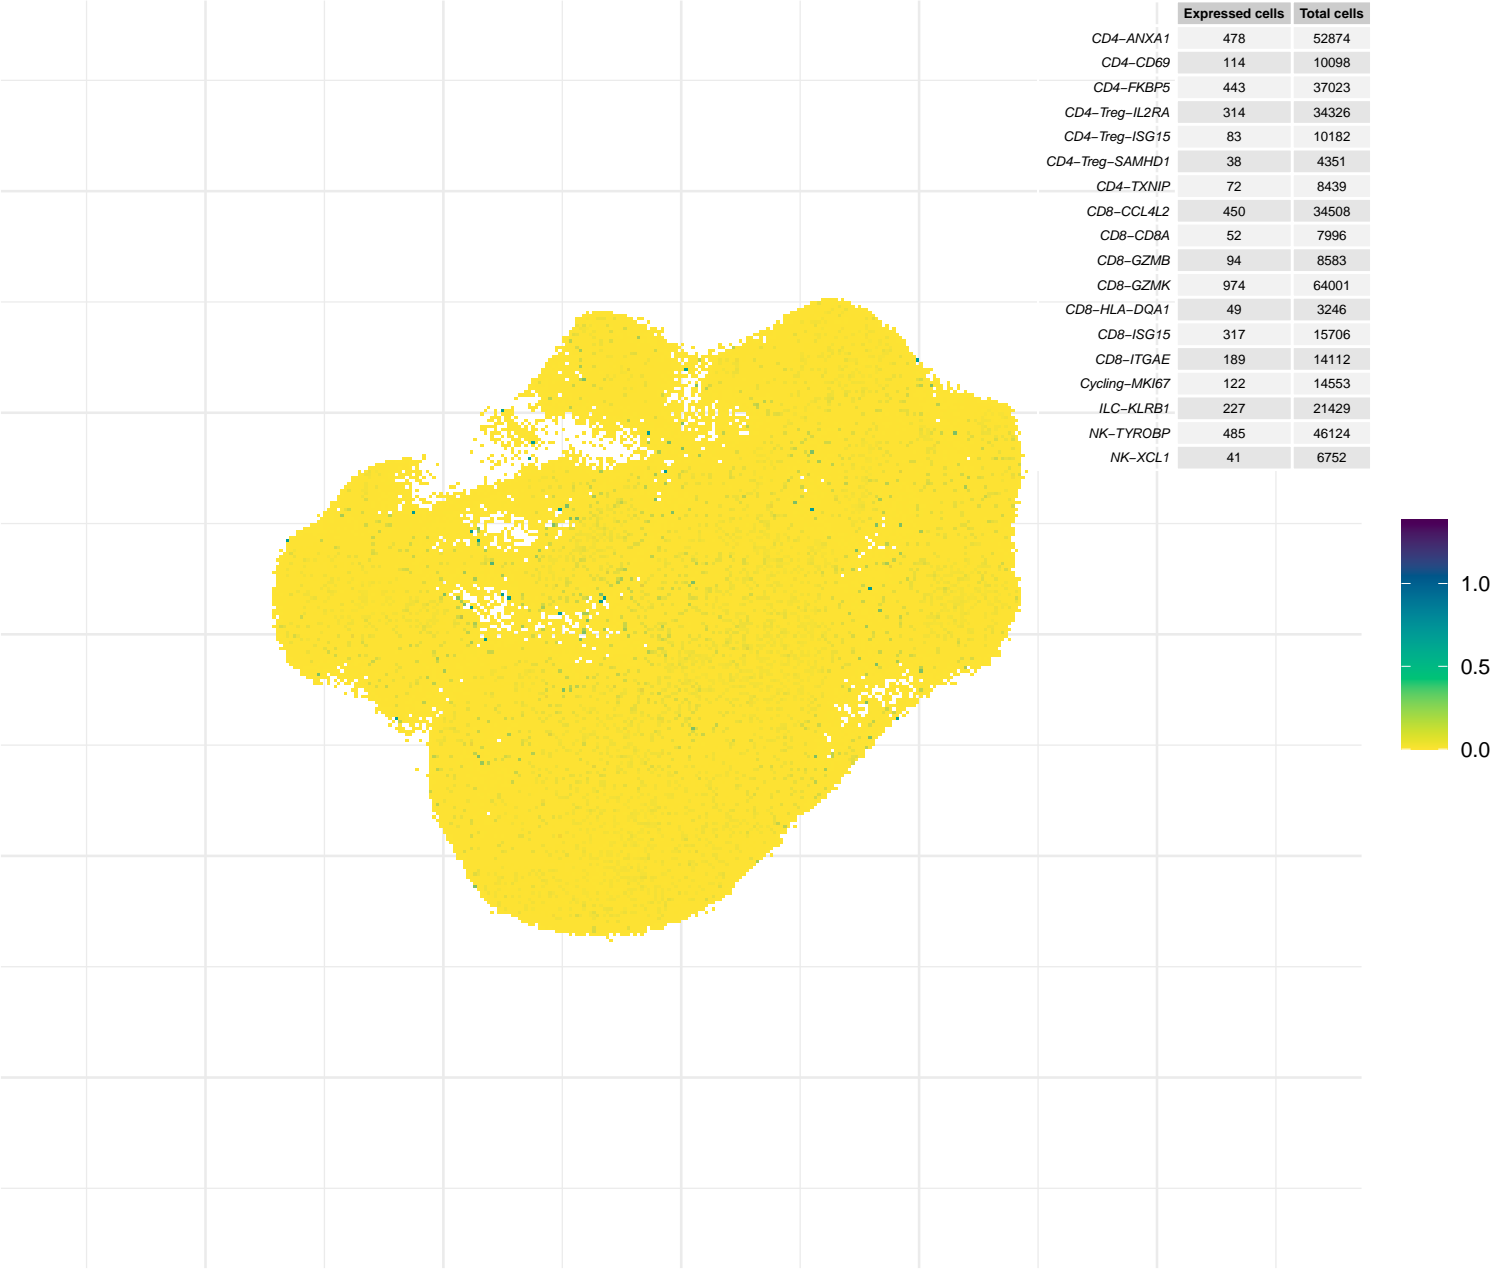 Expressed cells Total cells
CD4−ANXA1 478 52874
CD4−CD69 114 10098
CD4−FKBP5 443 37023
CD4−Treg−IL2RA 314 34326
CD4−Treg−ISG15 83 10182
CD4−Treg−SAMHD1 38 4351
CD4−TXNIP 72 8439
CD8−CCL4L2 450 34508
CD8−CD8A 52 7996
CD8−GZMB 94 8583
CD8−GZMK 974 64001
CD8−HLA−DQA1 49 3246
CD8−ISG15 317 15706
CD8−ITGAE 189 14112
Cycling−MKI67 122 14553
ILC−KLRB1 227 21429
NK−TYROBP 485 46124
NK−XCL1 41 6752
1.0
0.5
0.0